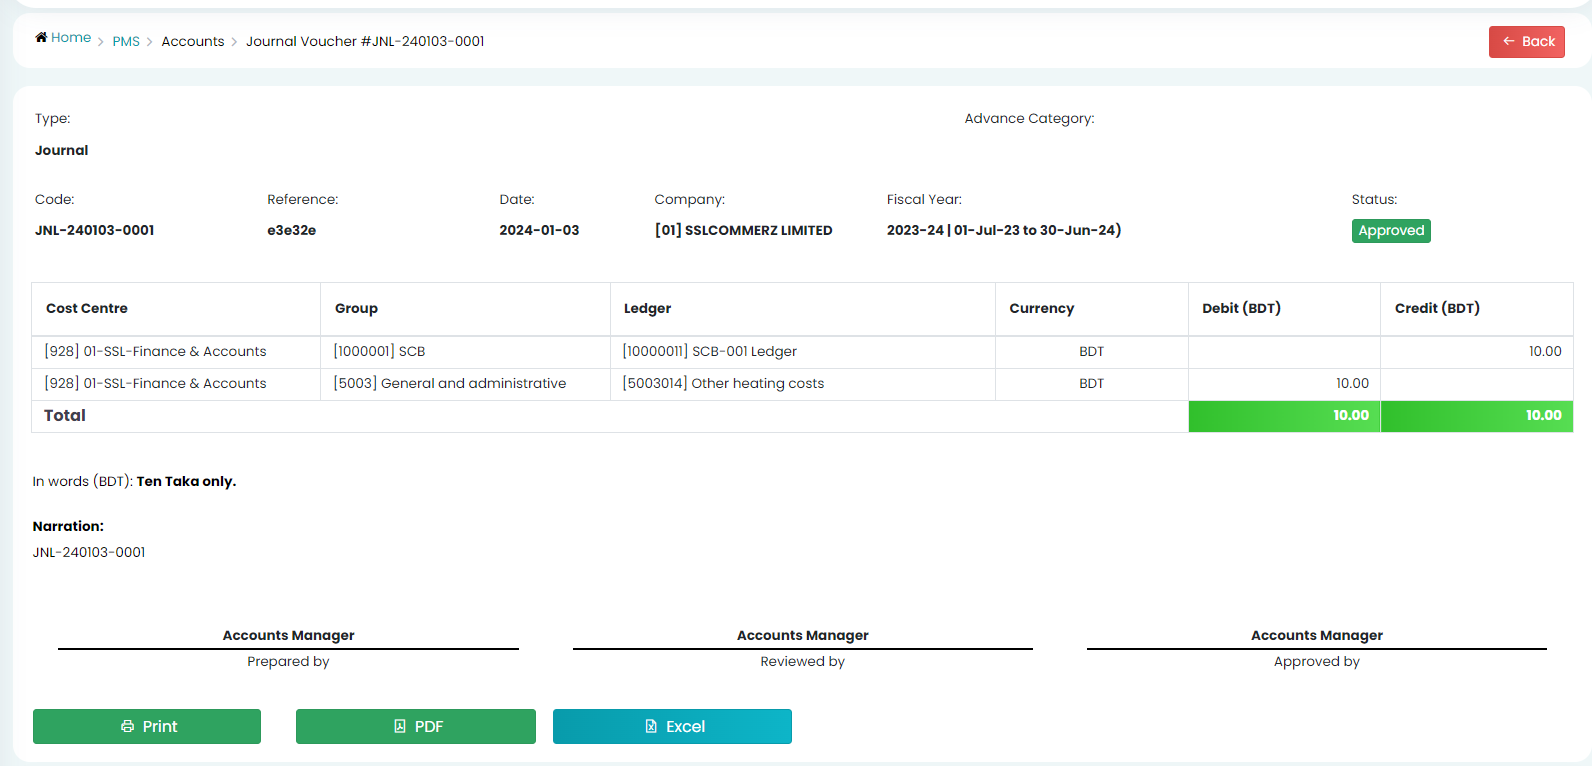 Home > PMS > Accounts > Journal Voucher #JNL-240103-0001
Back
Type: Advance Category:
Journal
Code: Reference: Date: Company: Fiscal Year: Status:
JNL-240103-0001 e3e32e 2024-01-03 [01] SSLCOMMERZ LIMITED 2023-24 | 01-Jul-23 to 30-Jun-24) Approved
Cost Centre Group Ledger Currency Debit (BDT) Credit (BDT)
[928] 01-SSL-Finance & Accounts [1000001] SCB [10000011] SCB-001 Ledger BDT 10.00
[928] 01-SSL-Finance & Accounts [5003] General and administrative [5003014] Other heating costs BDT 10.00
Total 10.00 10.00
In words (BDT): Ten Taka only.
Narration:
JNL-240103-0001
Accounts Manager Accounts Manager Accounts Manager
Prepared by Reviewed by Approved by
Print PDF Excel